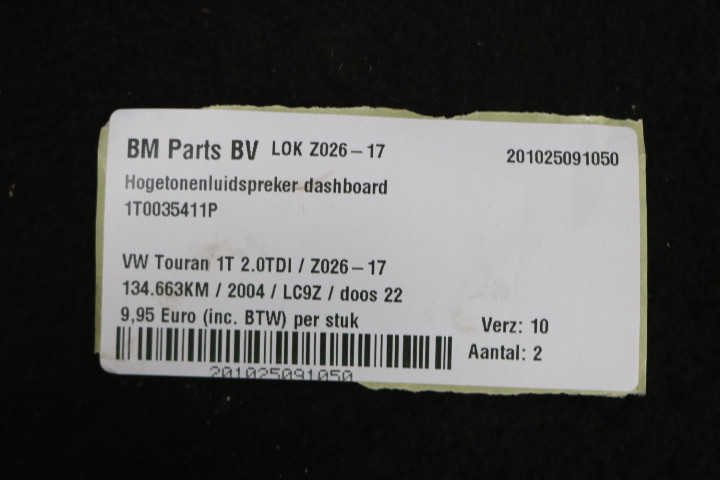 BM Parts BV LOK Z026-17 201025091050
Hogetonenluidspreker dashboard
1T0035411P
VW Touran 1T 2.0TDI / Z026-17
134.663KM / 2004 / LC9Z / doos 22
9,95 Euro (inc. BTW) per stuk
Verz: 10
Aantal: 2
201025091050